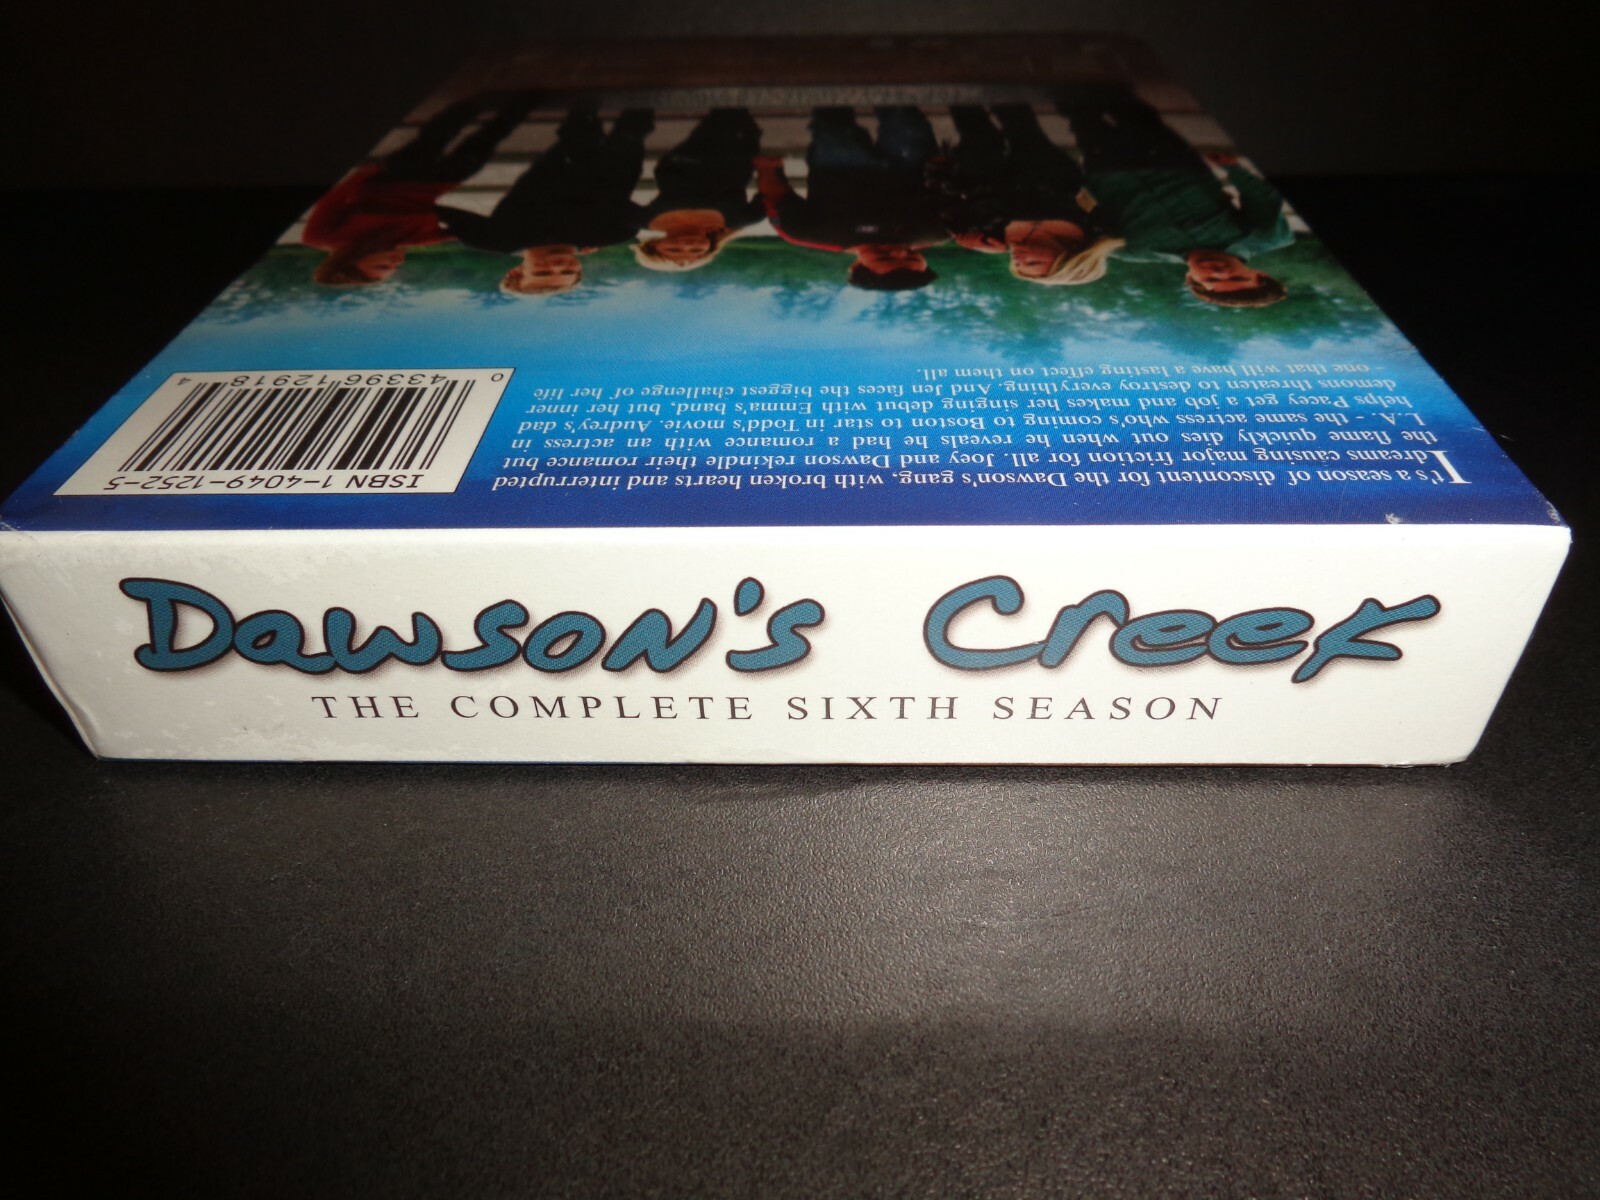 Dawson's Creek
THE COMPLETE SIXTH SEASON
It's a season of discontent for the Dawson's gang, with broken hearts and interrupted
dreams causing major friction for all. Joey and Dawson rekindle their romance but
the flame quickly dies out when he reveals he had a romance with an actress in
L.A. - the same actress who's coming to Boston to star in Todd's movie. Audrey's dad
helps Pacey get a job and makes her singing debut with Emma's band, but her inner
demons threaten to destroy everything. And Jen faces the biggest challenge of her life
- one that will have a lasting effect on them all.
ISBN 1-4049-1252-5
0 43396 12918 4